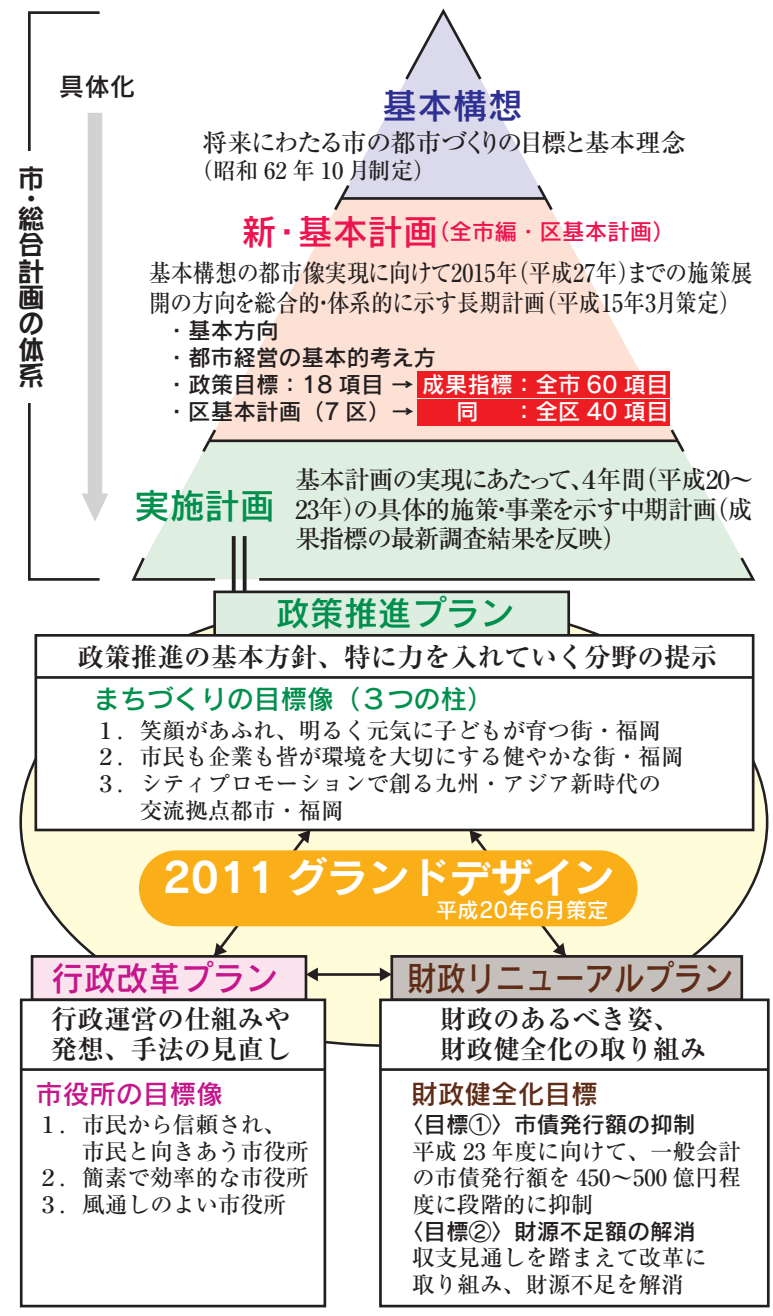 具体化
市・総合計画の体系
基本構想
将来にわたる市の都市づくりの目標と基本理念
(昭和 62 年 10 月制定)
新・基本計画(全市編・区基本計画)
基本構想の都市像実現に向けて2015年(平成27年)までの施策展
開の方向を総合的・体系的に示す長期計画(平成15年3月策定)
・基本方向
・都市経営の基本的考え方
・政策目標：18 項目 → 成果指標：全市 60 項目
・区基本計画（7 区）→ 同 ：全区 40 項目
実施計画
基本計画の実現にあたって、4年間(平成20〜
23年)の具体的施策・事業を示す中期計画(成
果指標の最新調査結果を反映)
政策推進プラン
政策推進の基本方針、特に力を入れていく分野の提示
まちづくりの目標像（３つの柱）
１．笑顔があふれ、明るく元気に子どもが育つ街・福岡
２．市民も企業も皆が環境を大切にする健やかな街・福岡
３．シティプロモーションで創る九州・アジア新時代の
交流拠点都市・福岡
2011 グランドデザイン
平成20年6月策定
行政改革プラン
行政運営の仕組みや
発想、手法の見直し
市役所の目標像
１．市民から信頼され、
市民と向きあう市役所
２．簡素で効率的な市役所
３．風通しのよい市役所
財政リニューアルプラン
財政のあるべき姿、
財政健全化の取り組み
財政健全化目標
〈目標①〉市債発行額の抑制
平成 23 年度に向けて、一般会計
の市債発行額を 450〜500 億円程
度に段階的に抑制
〈目標②〉財源不足額の解消
収支見通しを踏まえて改革に
取り組み、財源不足を解消